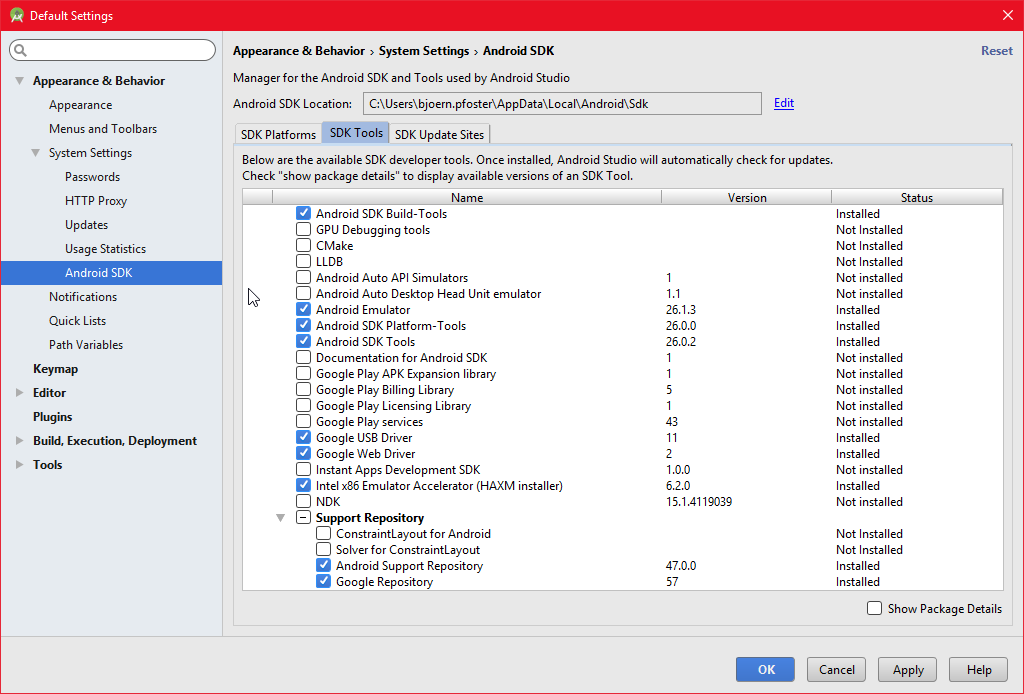 Default Settings
Appearance & Behavior
Appearance
Menus and Toolbars
System Settings
Passwords
HTTP Proxy
Updates
Usage Statistics
Android SDK
Notifications
Quick Lists
Path Variables
Keymap
Editor
Plugins
Build, Execution, Deployment
Tools
Appearance & Behavior › System Settings › Android SDK
Reset
Manager for the Android SDK and Tools used by Android Studio
Android SDK Location: C:\Users\bjoern.pfoster\AppData\Local\Android\Sdk Edit
SDK Platforms SDK Tools SDK Update Sites
Below are the available SDK developer tools. Once installed, Android Studio will automatically check for updates.
Check "show package details" to display available versions of an SDK Tool.
Name Version Status
Android SDK Build-Tools Installed
GPU Debugging tools Not Installed
CMake Not Installed
LLDB Not Installed
Android Auto API Simulators 1 Not installed
Android Auto Desktop Head Unit emulator 1.1 Not installed
Android Emulator 26.1.3 Installed
Android SDK Platform-Tools 26.0.0 Installed
Android SDK Tools 26.0.2 Installed
Documentation for Android SDK 1 Not installed
Google Play APK Expansion library 1 Not installed
Google Play Billing Library 5 Not installed
Google Play Licensing Library 1 Not installed
Google Play services 43 Not installed
Google USB Driver 11 Installed
Google Web Driver 2 Installed
Instant Apps Development SDK 1.0.0 Not installed
Intel x86 Emulator Accelerator (HAXM installer) 6.2.0 Installed
NDK 15.1.4119039 Not installed
Support Repository
ConstraintLayout for Android Not Installed
Solver for ConstraintLayout Not Installed
Android Support Repository 47.0.0 Installed
Google Repository 57 Installed
Show Package Details
OK Cancel Apply Help